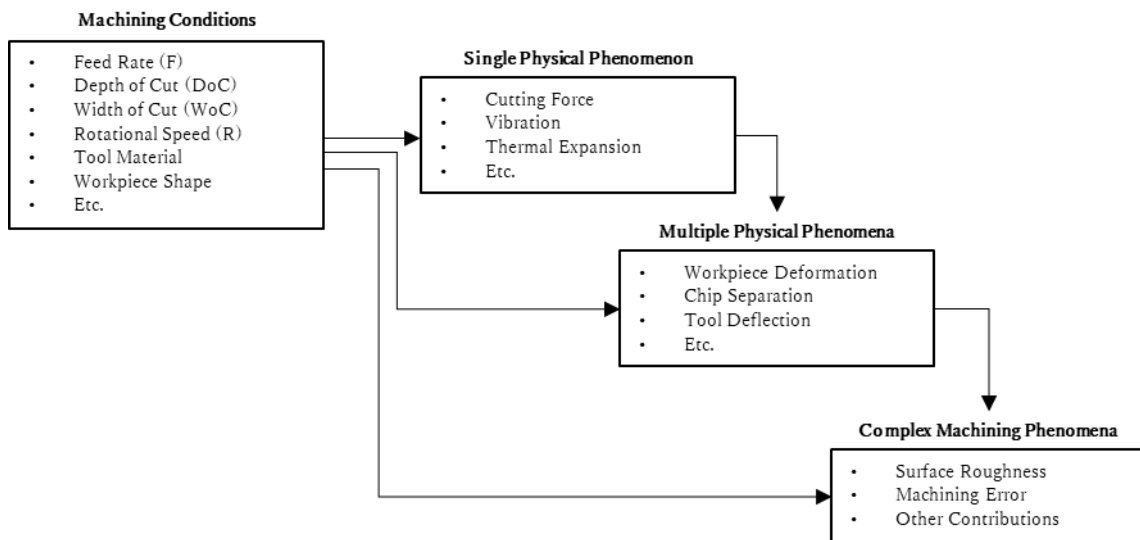 Machining Conditions
• Feed Rate (F)
• Depth of Cut (DoC)
• Width of Cut (WoC)
• Rotational Speed (R)
• Tool Material
• Workpiece Shape
• Etc.
Single Physical Phenomenon
• Cutting Force
• Vibration
• Thermal Expansion
• Etc.
Multiple Physical Phenomena
• Workpiece Deformation
• Chip Separation
• Tool Deflection
• Etc.
Complex Machining Phenomena
• Surface Roughness
• Machining Error
• Other Contributions